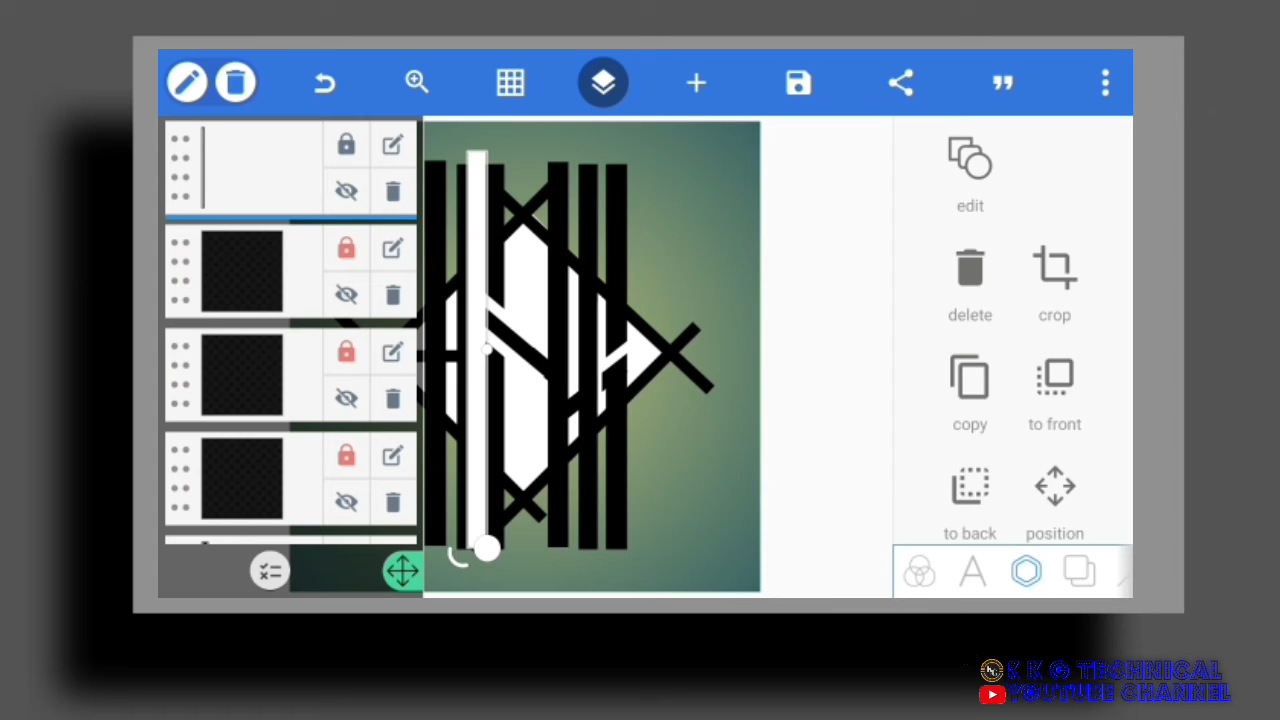 edit
delete
crop
copy
to front
to back
position
K K G TECHNICAL
YOUTUBE CHANNEL